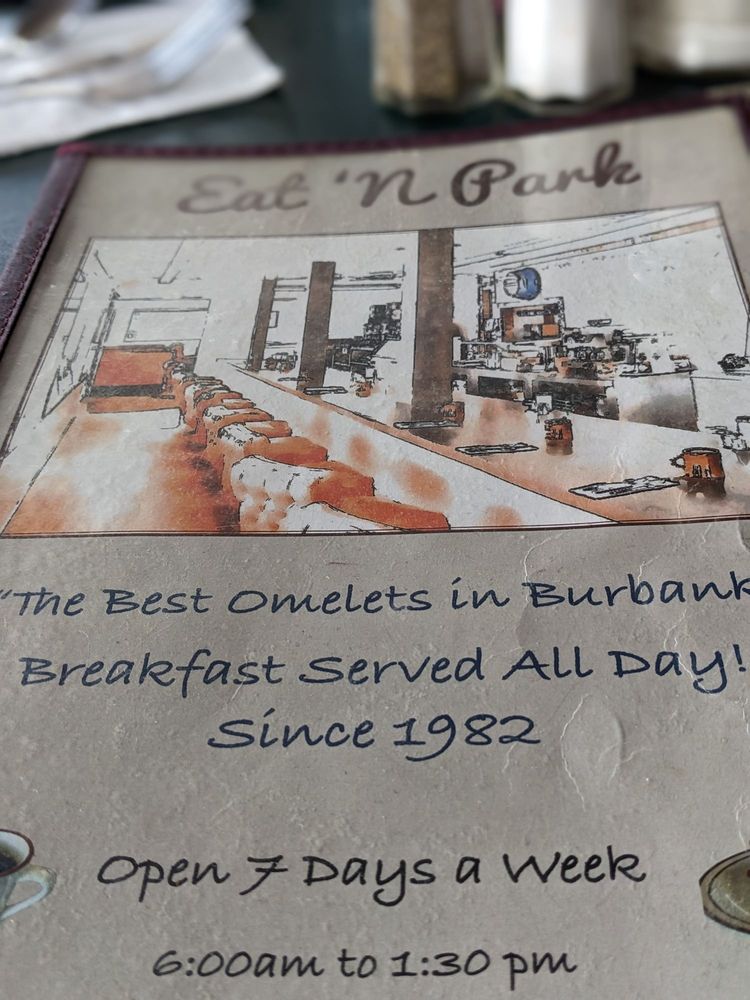 Eat 'N Park
"The Best Omelets in Burbank
Breakfast Served All Day!
Since 1982
Open 7 Days a Week
6:00am to 1:30 pm